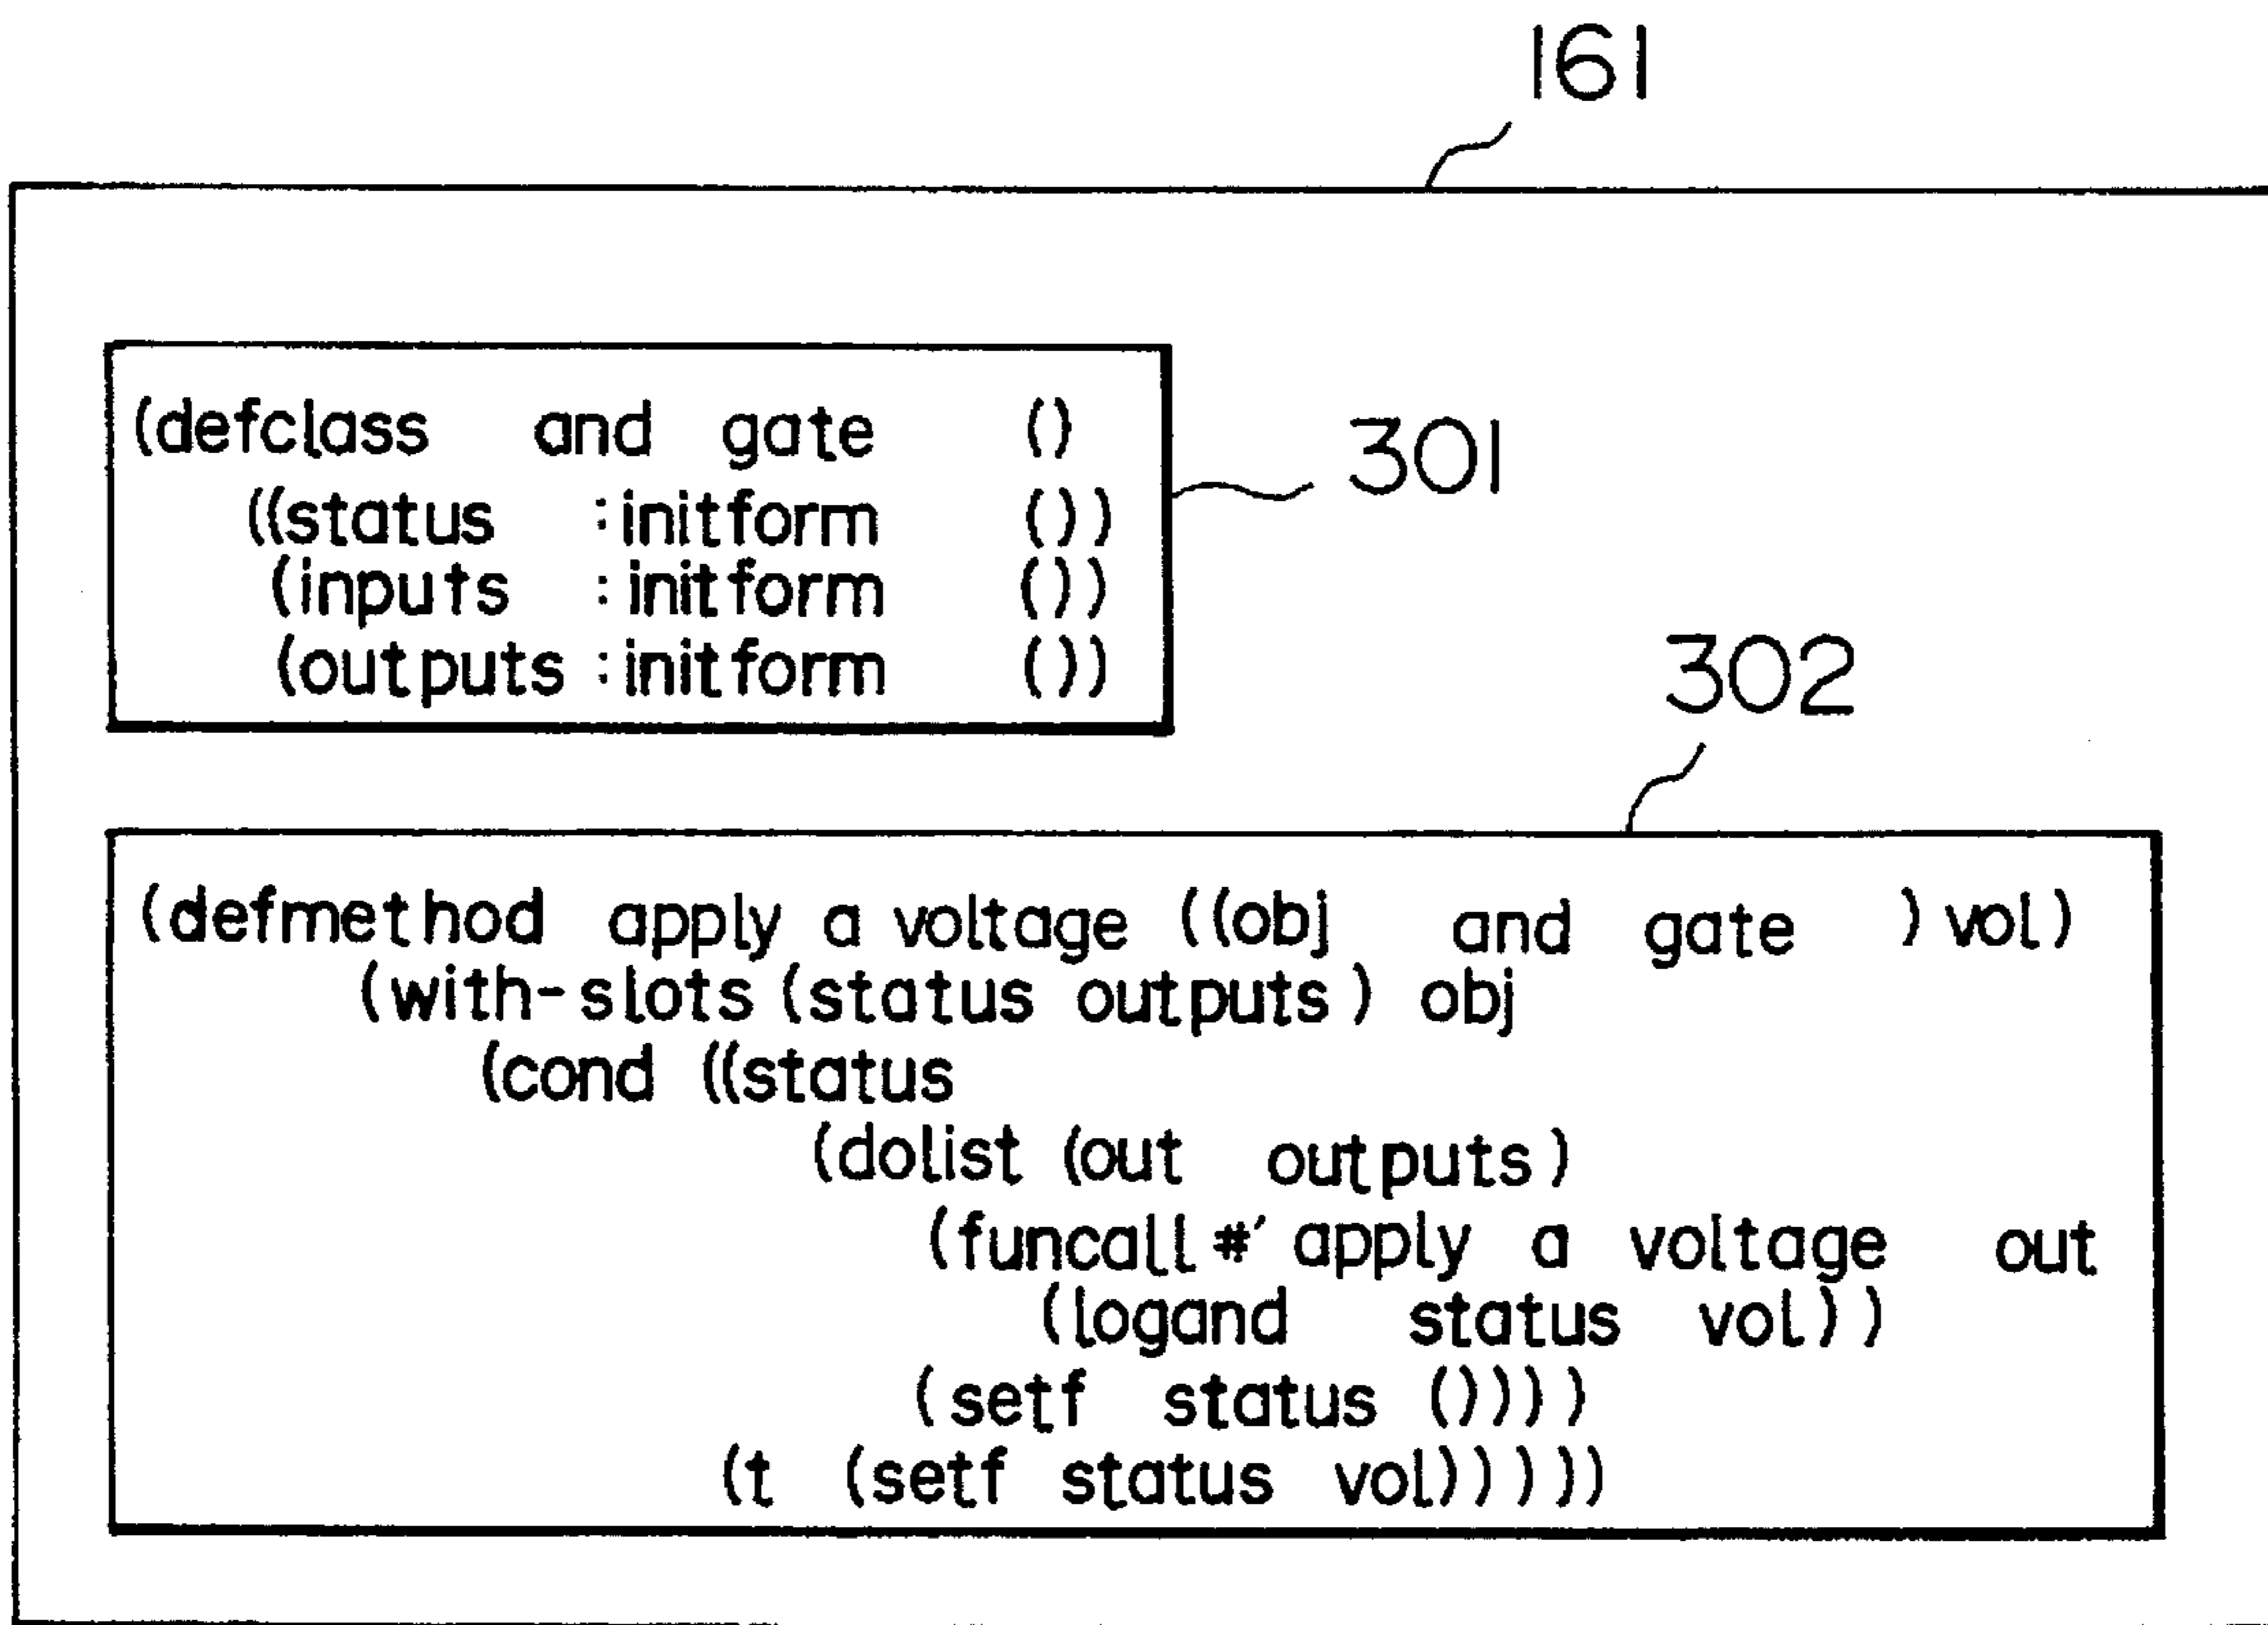 161
(defclass and gate ()
((status :initform ())
(inputs :initform ())
(outputs :initform ())
301
302
(defmethod apply a voltage ((obj and gate ) vol)
(with-slots (status outputs) obj
(cond ((status
(dolist (out outputs)
(funcall #' apply a voltage out
(logand status vol))
(setf status ())))
(t (setf status vol)))))